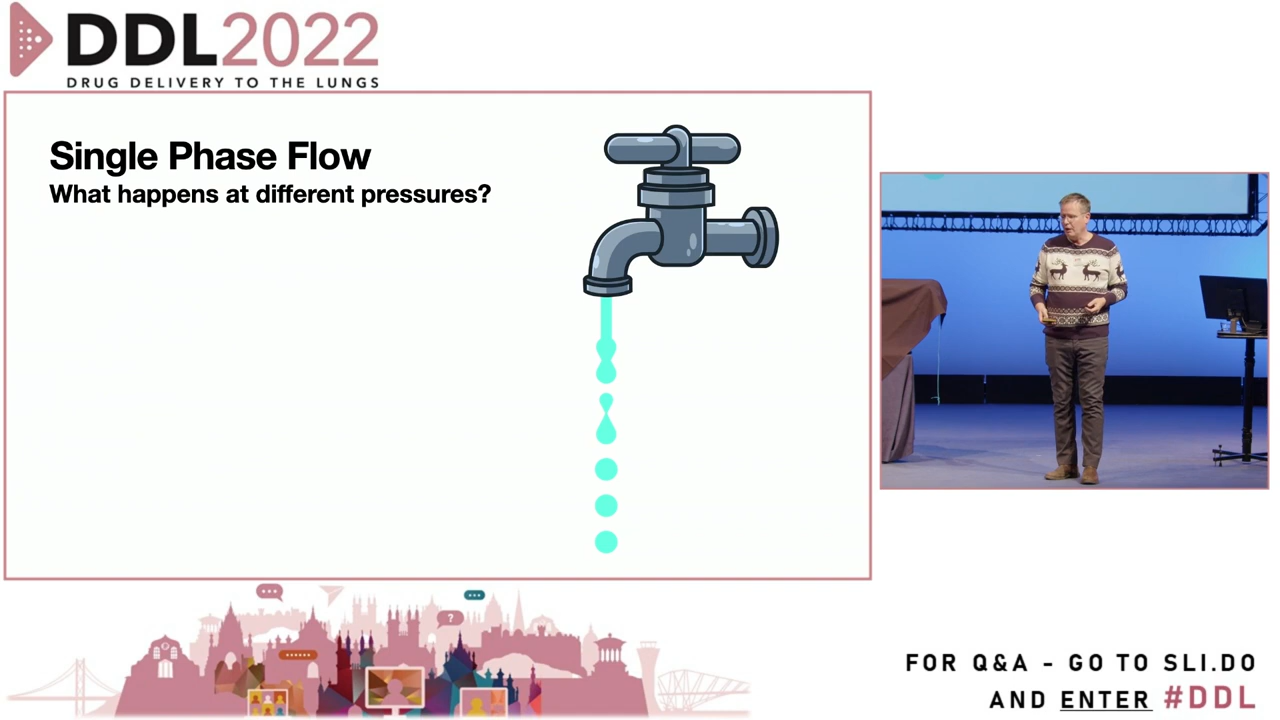 DDL2022
DRUG DELIVERY TO THE LUNGS
Single Phase Flow
What happens at different pressures?
?
FOR Q&A - GO TO SLI.DO
AND ENTER #DDL